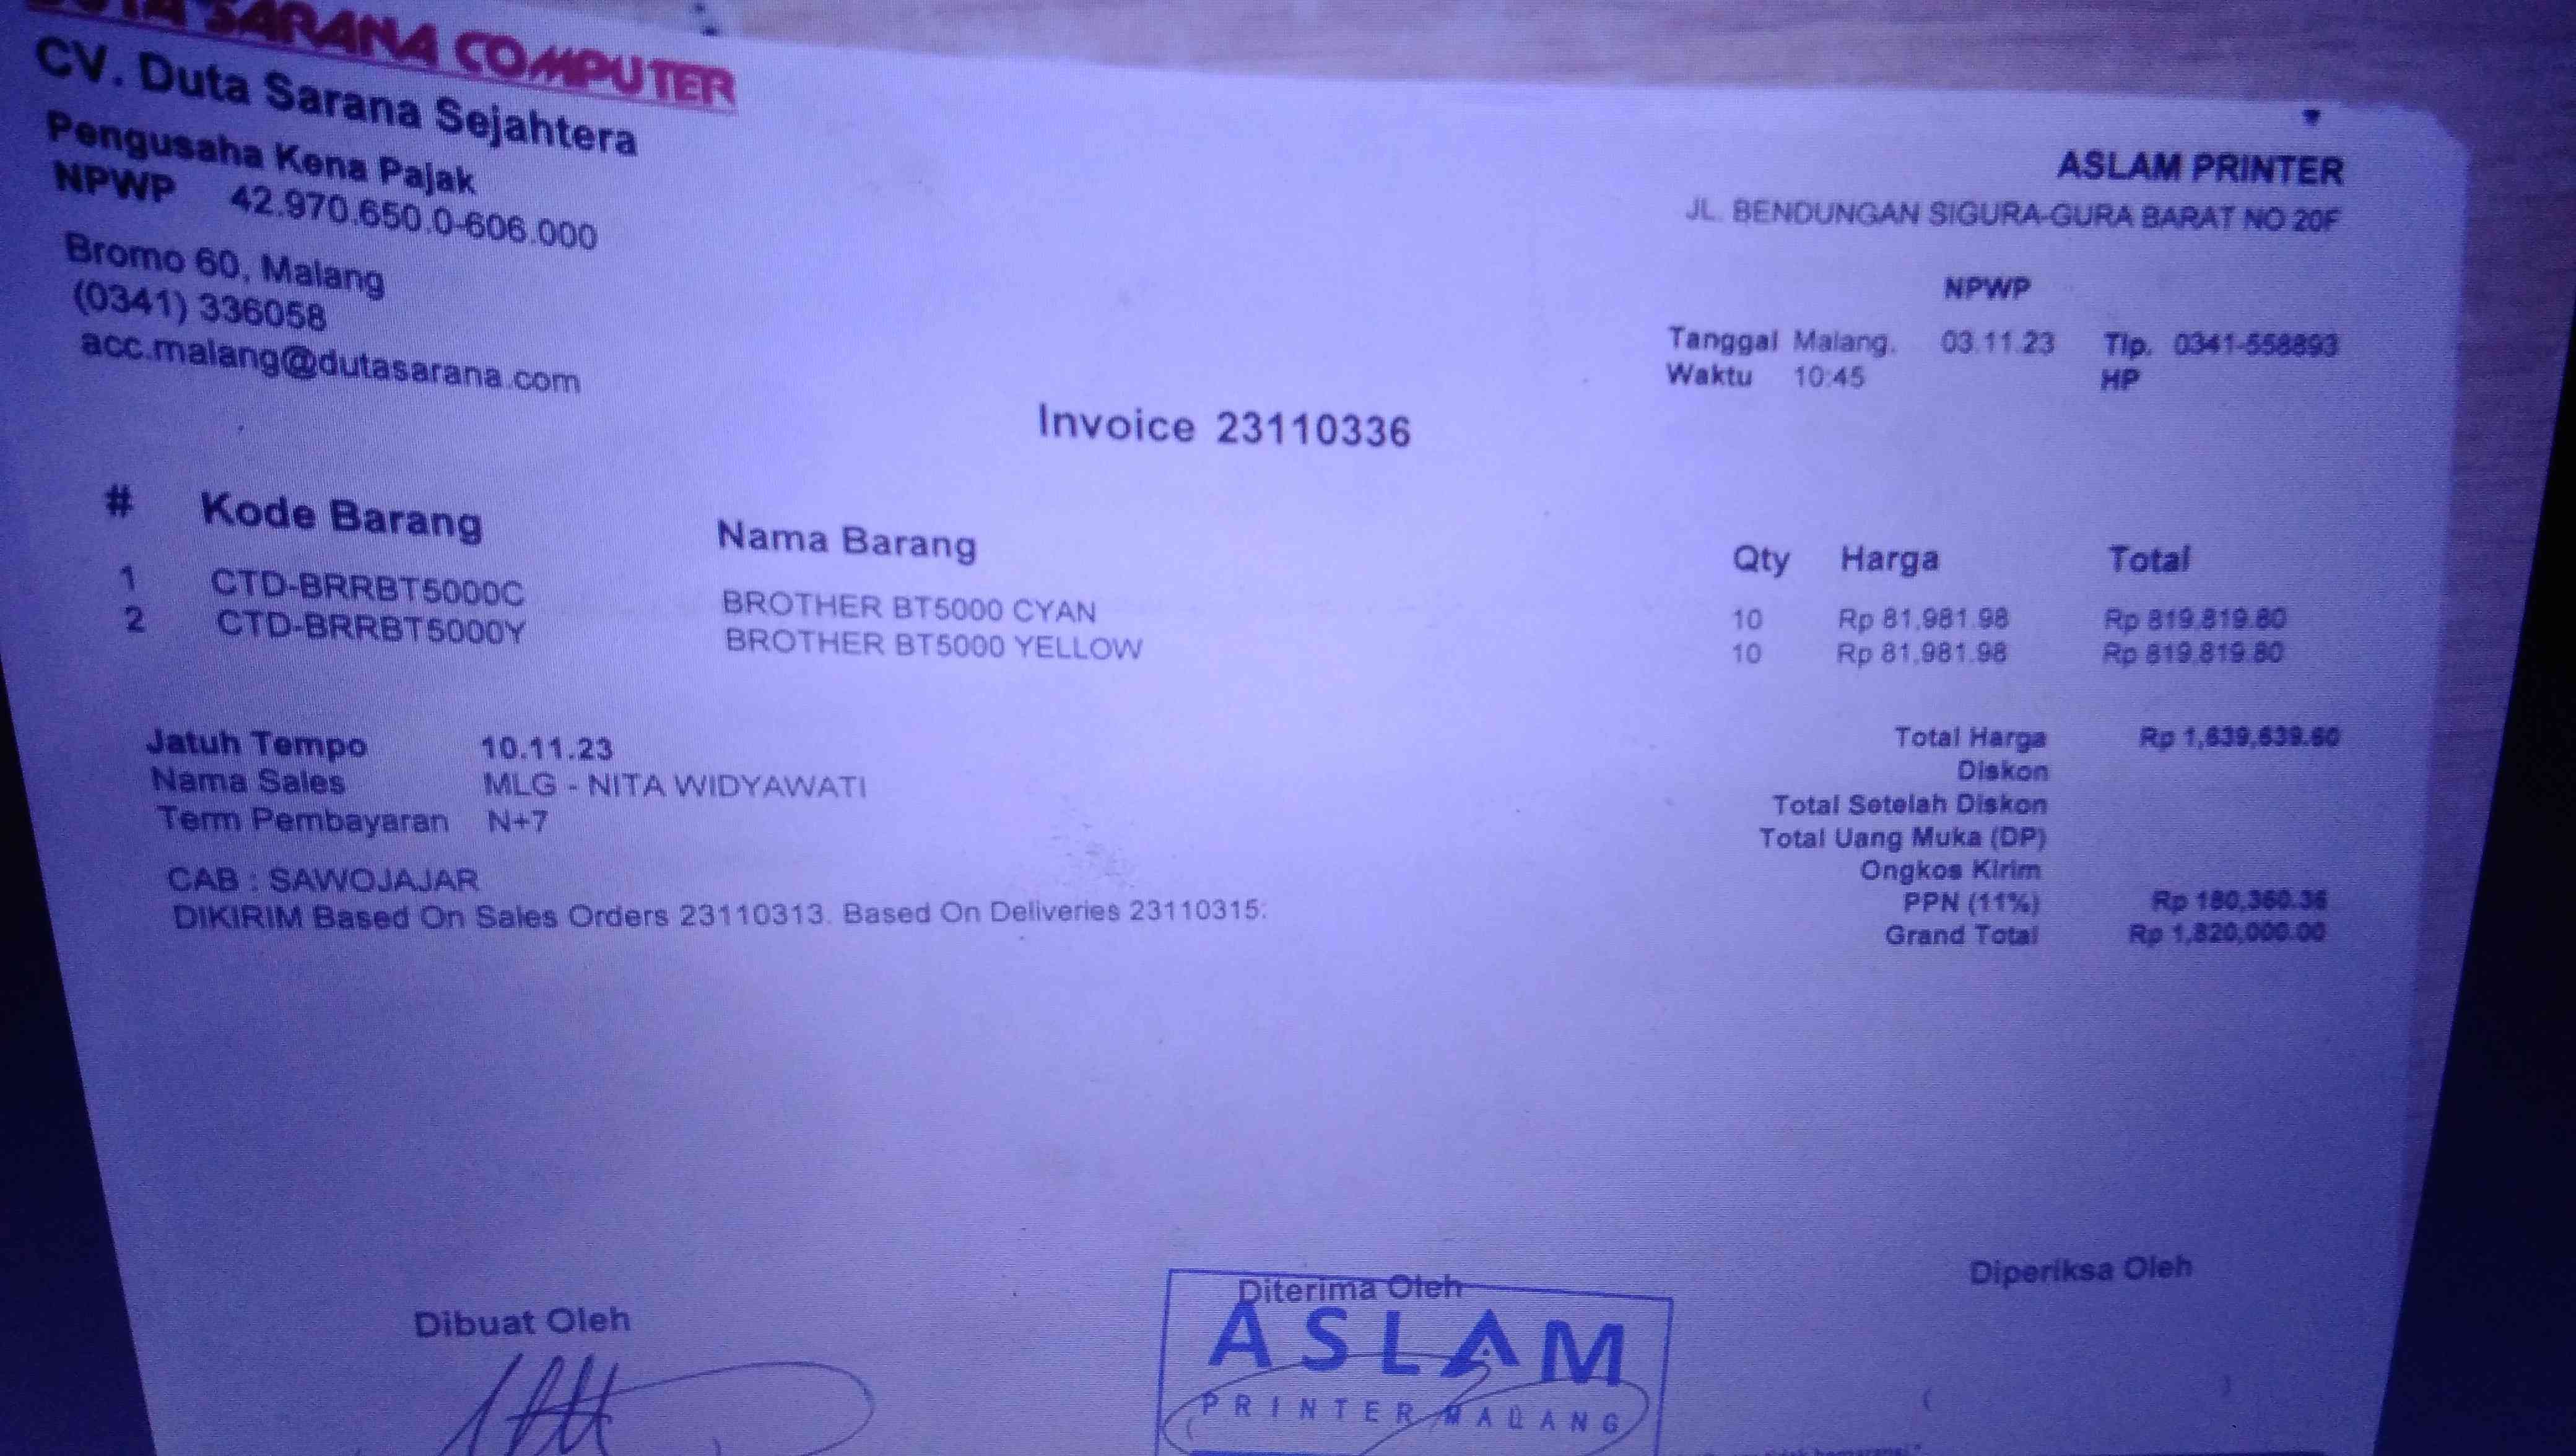 DUTA SARANA COMPUTER
CV. Duta Sarana Sejahtera
Pengusaha Kena Pajak
NPWP 42.970.650.0-606.000
Bromo 60, Malang
(0341) 336058
acc.malang@dutasarana.com
ASLAM PRINTER
JL. BENDUNGAN SIGURA-GURA BARAT NO 20F
NPWP
Tanggal Malang, 03.11.23 Tlp. 0341-558893
Waktu 10:45 HP
Invoice 23110336
# Kode Barang Nama Barang Qty Harga Total
1 CTD-BRRBT5000C BROTHER BT5000 CYAN 10 Rp 81,981.98 Rp 819,819.80
2 CTD-BRRBT5000Y BROTHER BT5000 YELLOW 10 Rp 81,981.98 Rp 819,819.80
Jatuh Tempo 10.11.23
Nama Sales MLG - NITA WIDYAWATI
Term Pembayaran N+7
CAB : SAWOJAJAR
DIKIRIM Based On Sales Orders 23110313. Based On Deliveries 23110315:
Total Harga Rp 1,639,639.60
Diskon
Total Setelah Diskon
Total Uang Muka (DP)
Ongkos Kirim
PPN (11%) Rp 180,360.36
Grand Total Rp 1,820,000.00
Dibuat Oleh
Diterima Oleh
Diperiksa Oleh
ASLAM
PRINTER MALANG
( )